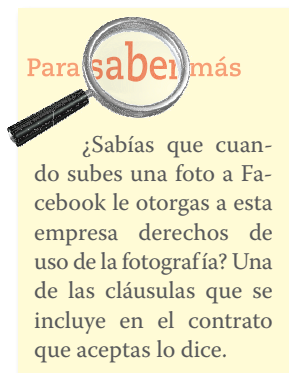 Para saber más
¿Sabías que cuan-
do subes una foto a Fa-
cebook le otorgas a esta
empresa derechos de
uso de la fotografía? Una
de las cláusulas que se
incluye en el contrato
que aceptas lo dice.